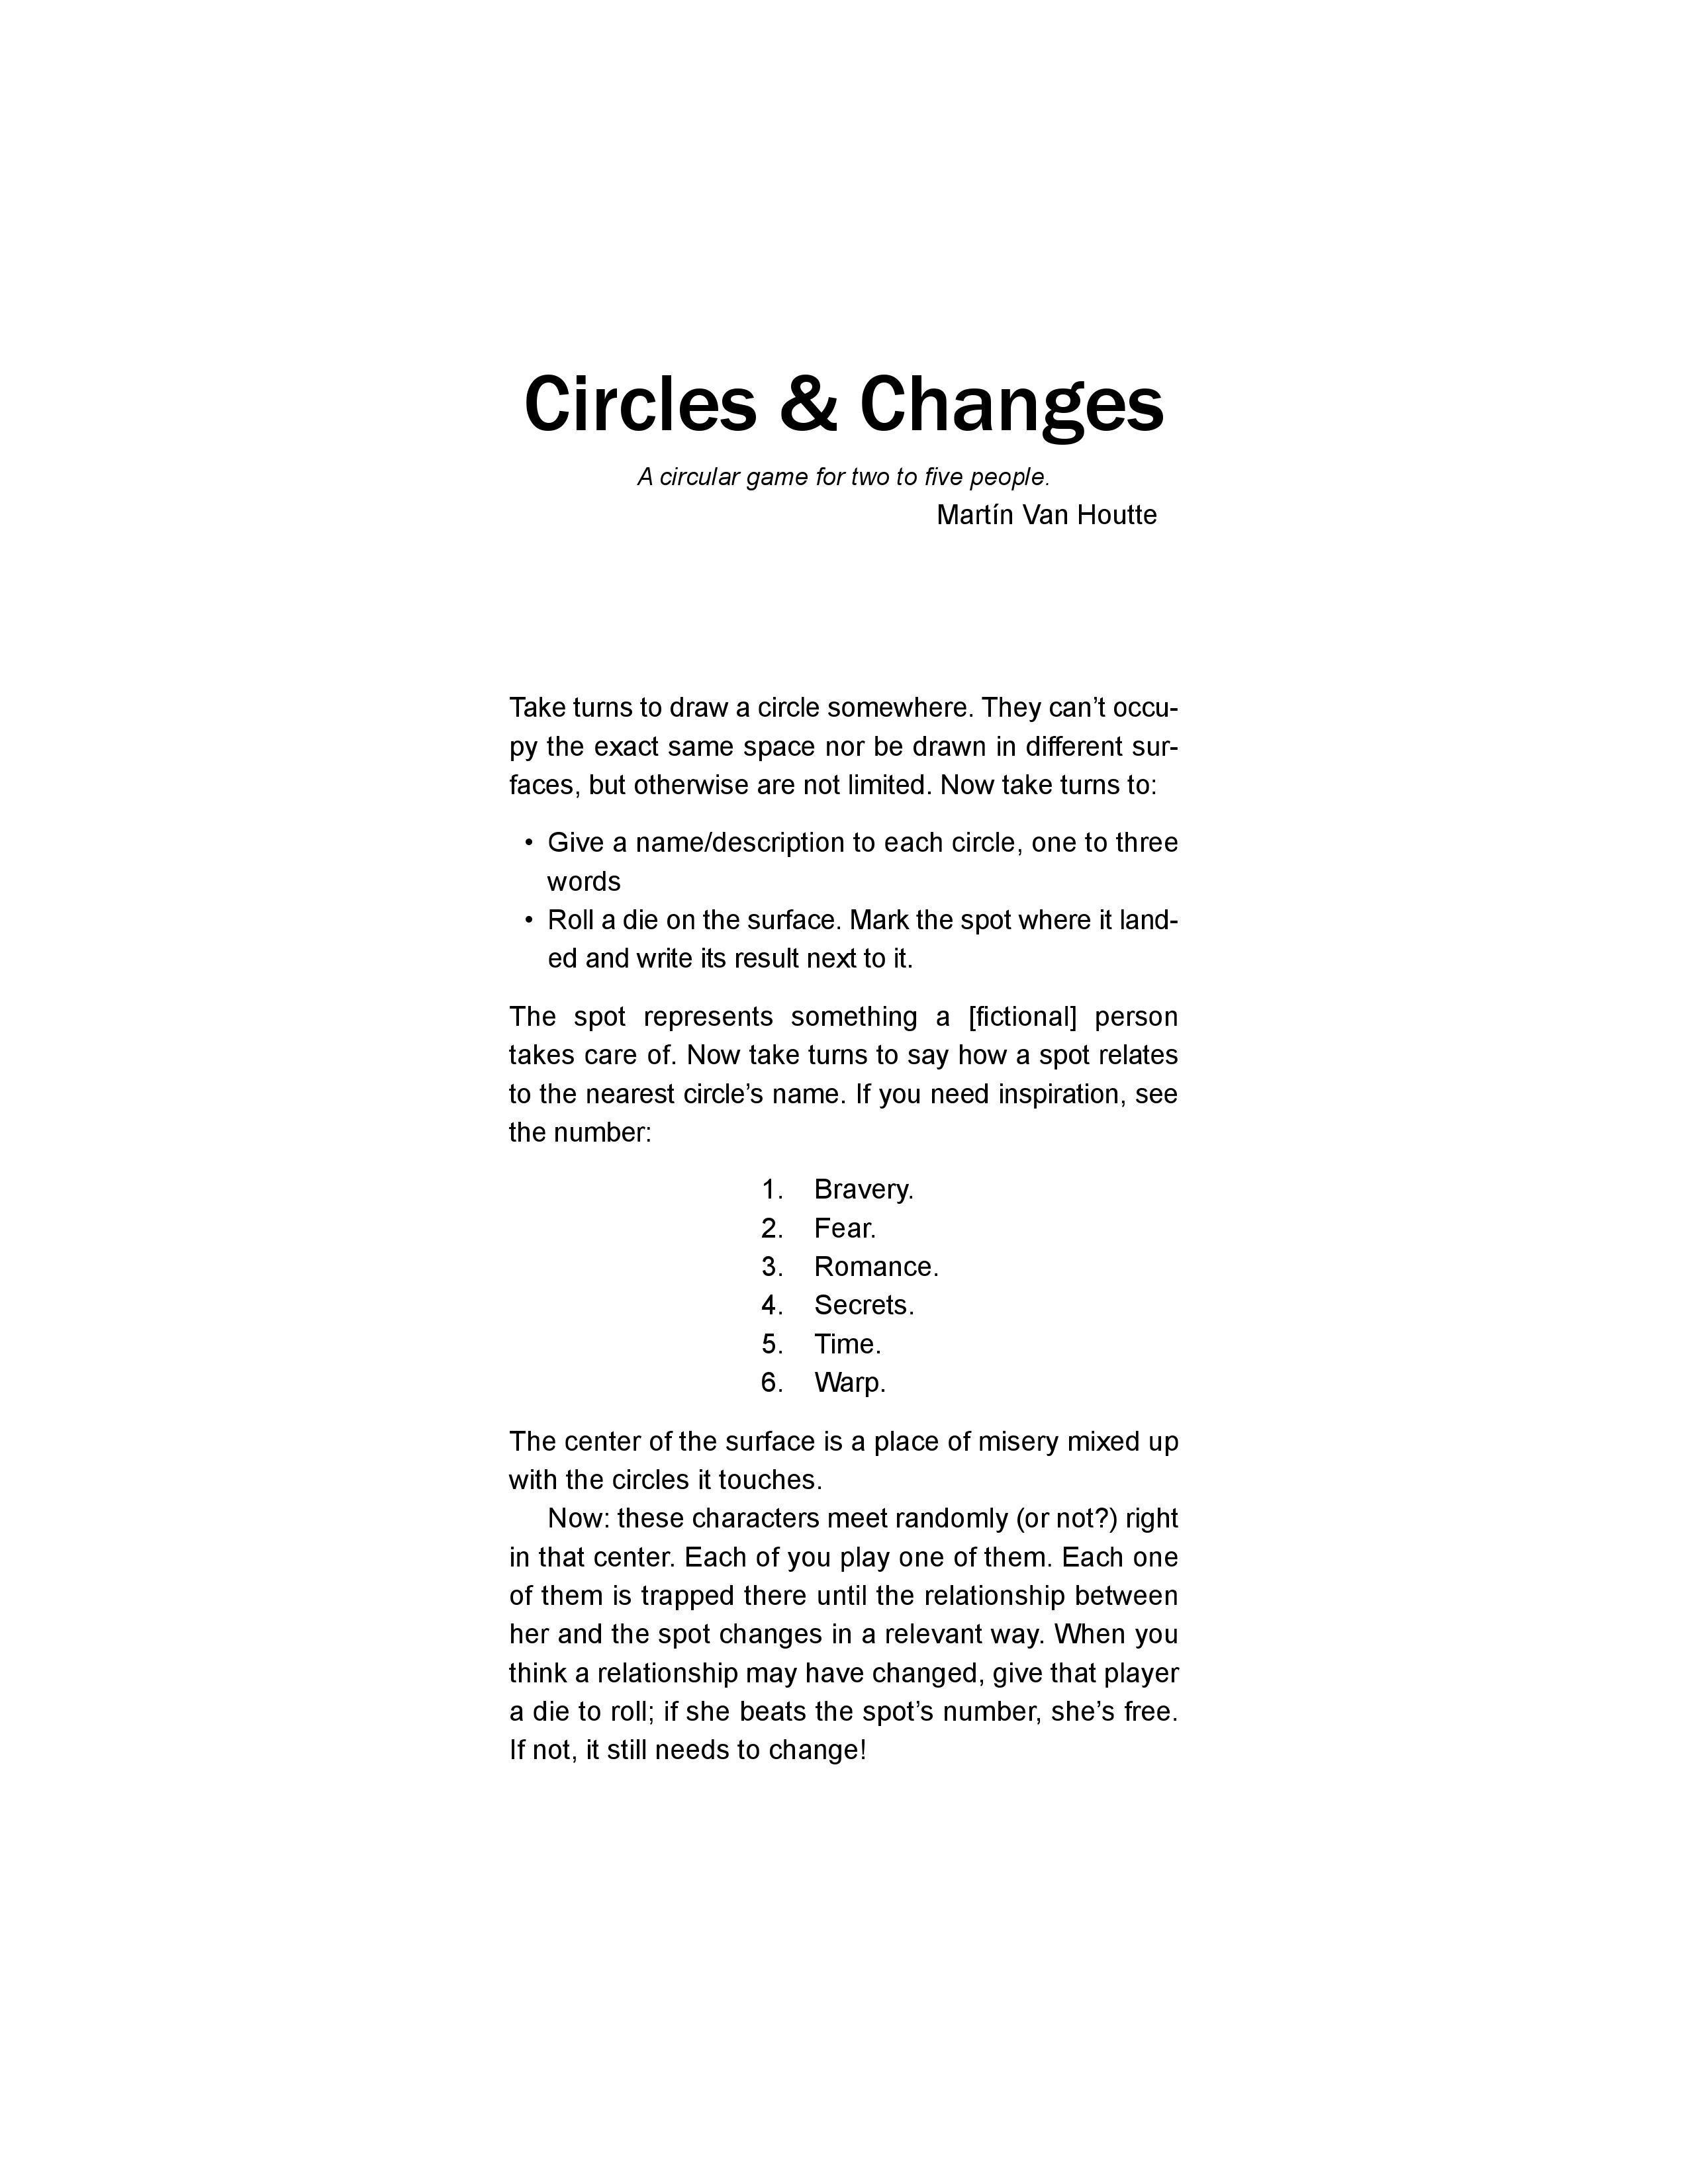 Circles & Changes
A circular game for two to five people.
Martín Van Houtte
Take turns to draw a circle somewhere. They can’t occu-
py the exact same space nor be drawn in different sur-
faces, but otherwise are not limited. Now take turns to:
• Give a name/description to each circle, one to three
words
• Roll a die on the surface. Mark the spot where it land-
ed and write its result next to it.
The spot represents something a [fictional] person
takes care of. Now take turns to say how a spot relates
to the nearest circle’s name. If you need inspiration, see
the number:
1. Bravery.
2. Fear.
3. Romance.
4. Secrets.
5. Time.
6. Warp.
The center of the surface is a place of misery mixed up
with the circles it touches.
Now: these characters meet randomly (or not?) right
in that center. Each of you play one of them. Each one
of them is trapped there until the relationship between
her and the spot changes in a relevant way. When you
think a relationship may have changed, give that player
a die to roll; if she beats the spot’s number, she’s free.
If not, it still needs to change!